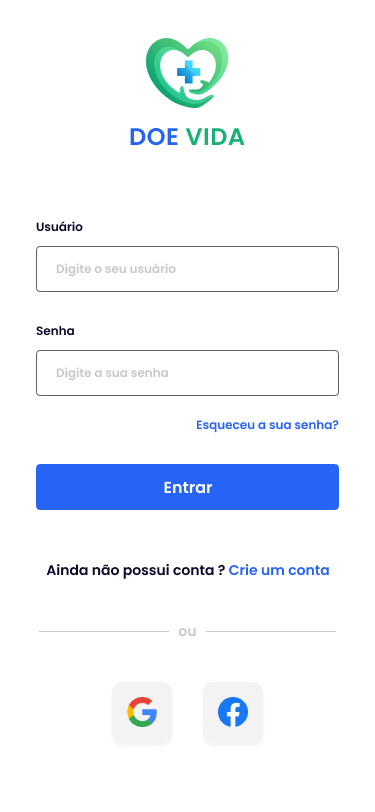 DOE VIDA
Usuário
Digite o seu usuário
Senha
Digite a sua senha
Esqueceu a sua senha?
Entrar
Ainda não possui conta ? Crie um conta
ou